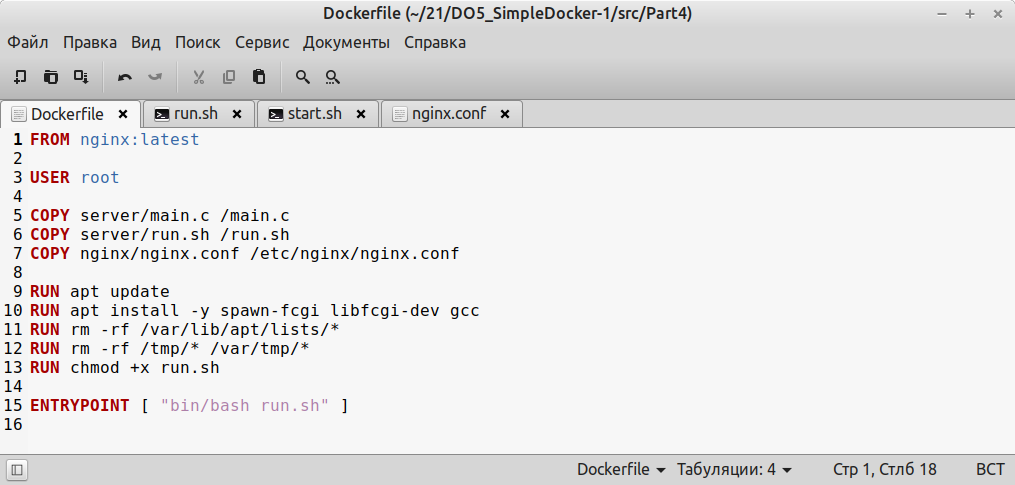 Dockerfile (~/21/DO5_SimpleDocker-1/src/Part4)
Файл Правка Вид Поиск Сервис Документы Справка
Dockerfile run.sh start.sh nginx.conf
1 FROM nginx:latest
2
3 USER root
4
5 COPY server/main.c /main.c
6 COPY server/run.sh /run.sh
7 COPY nginx/nginx.conf /etc/nginx/nginx.conf
8
9 RUN apt update
10 RUN apt install -y spawn-fcgi libfcgi-dev gcc
11 RUN rm -rf /var/lib/apt/lists/*
12 RUN rm -rf /tmp/* /var/tmp/*
13 RUN chmod +x run.sh
14
15 ENTRYPOINT [ "bin/bash run.sh" ]
16
Dockerfile Табуляции: 4 Стр 1, Стлб 18 ВСТ